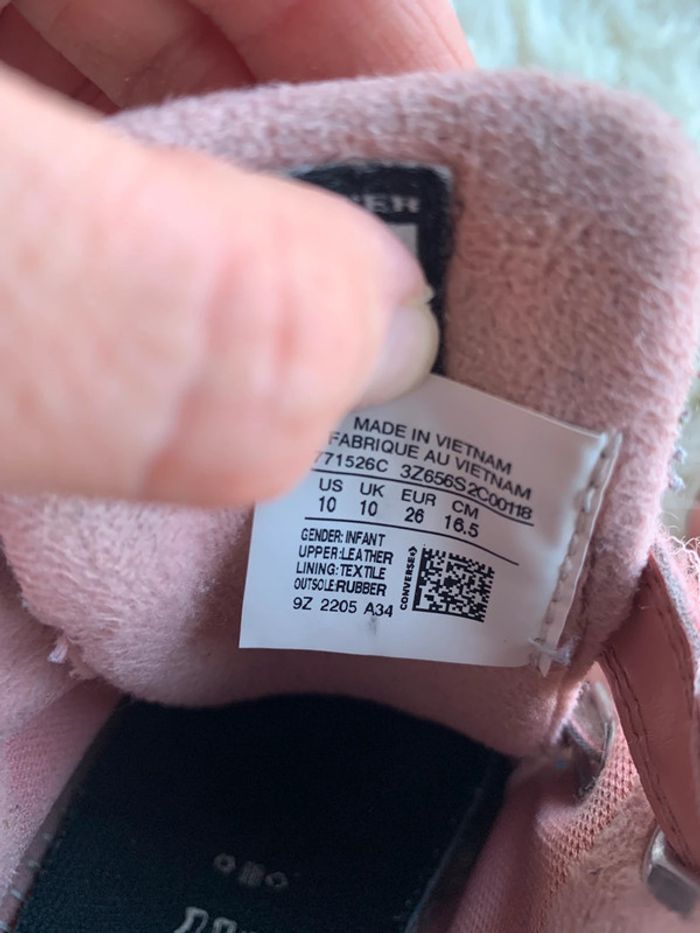 MADE IN VIETNAM
FABRIQUE AU VIETNAM
771526C 3Z656S2C00118
US UK EUR CM
10 10 26 16.5
GENDER: INFANT
UPPER:LEATHER
LINING: TEXTILE
OUTSOLE:RUBBER
9Z 2205 A34
CONVERSE